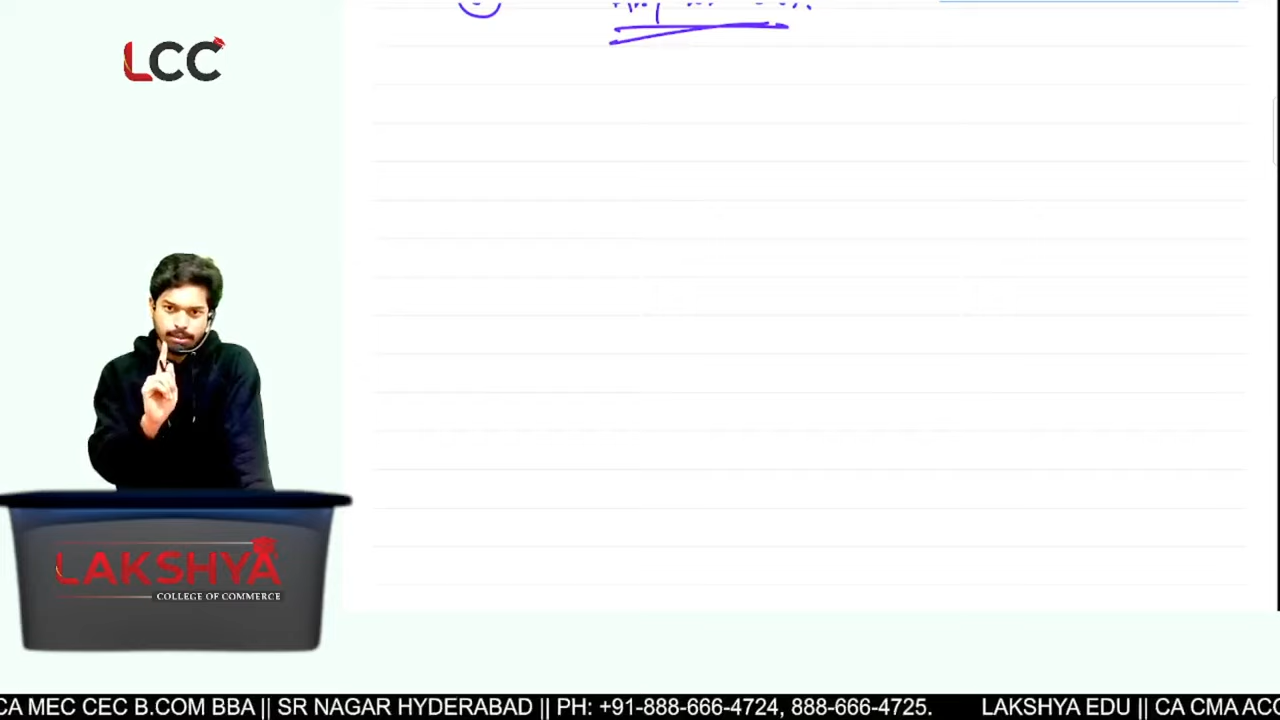 LCC
LAKSHYA
COLLEGE OF COMMERCE
CA MEC CEC B.COM BBA || SR NAGAR HYDERABAD || PH: +91-888-666-4724, 888-666-4725. LAKSHYA EDU || CA CMA ACC